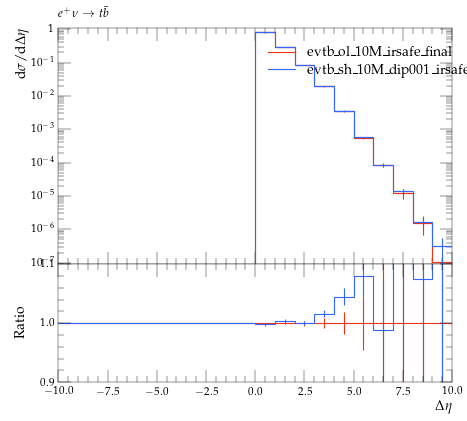 e⁺ν → tb̄
dσ/dΔη
1
10⁻¹
10⁻²
10⁻³
10⁻⁴
10⁻⁵
10⁻⁶
evtb_ol_10M_irsafe_final
evtb_sh_10M_dip001_irsafe
1.1
1.0
0.9
Ratio
−10.0 −7.5 −5.0 −2.5 0.0 2.5 5.0 7.5 10.0
Δη